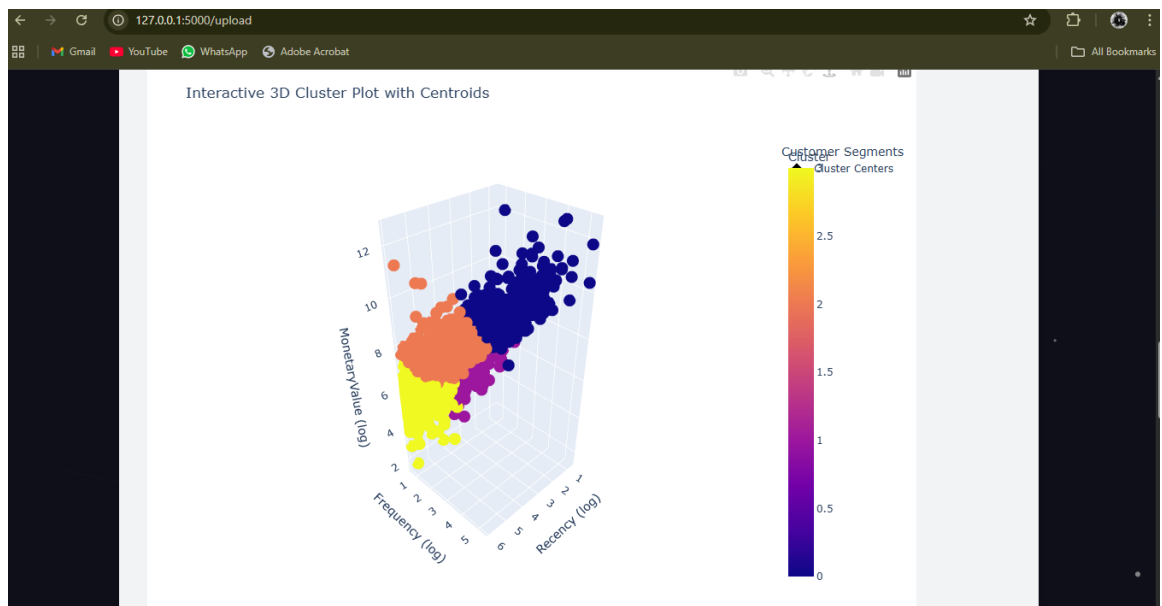 127.0.0.1:5000/upload
Gmail YouTube WhatsApp Adobe Acrobat All Bookmarks
Interactive 3D Cluster Plot with Centroids
Customer Segments
Cluster
Cluster Centers
3
2.5
2
1.5
1
0.5
0
12
10
8
6
4
2
MonetaryValue (log)
1
2
3
4
5
Frequency (log)
1
2
3
4
5
6
Recency (log)